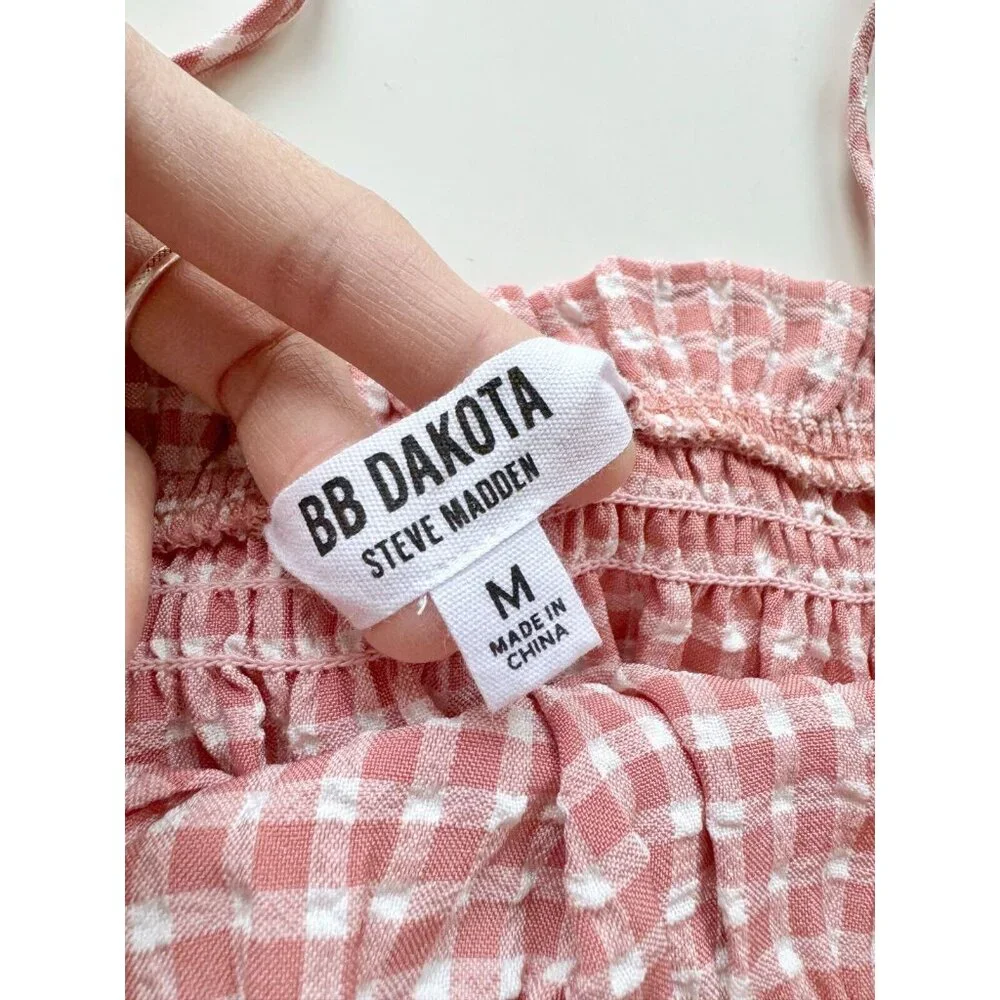 BB DAKOTA
STEVE MADDEN
M
MADE IN
CHINA